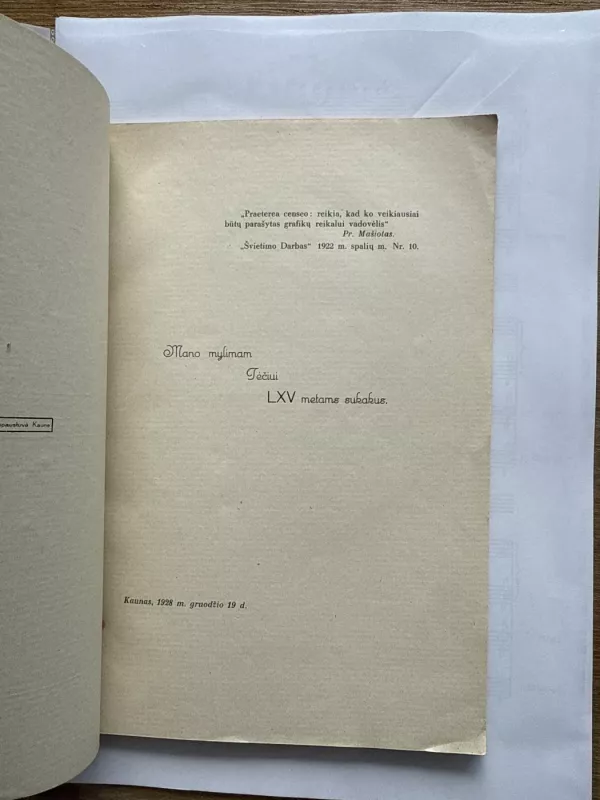 „Praeterea censeo: reikia, kad ko veikiausiai
būtų parašytas grafikų reikalui vadovėlis“
Pr. Mašiotas.
„Švietimo Darbas“ 1922 m. spalių m. Nr. 10.
Mano mylimam
Tėčiui
LXV metams sukakus.
Kaune
Kaunas, 1928 m. gruodžio 19 d.